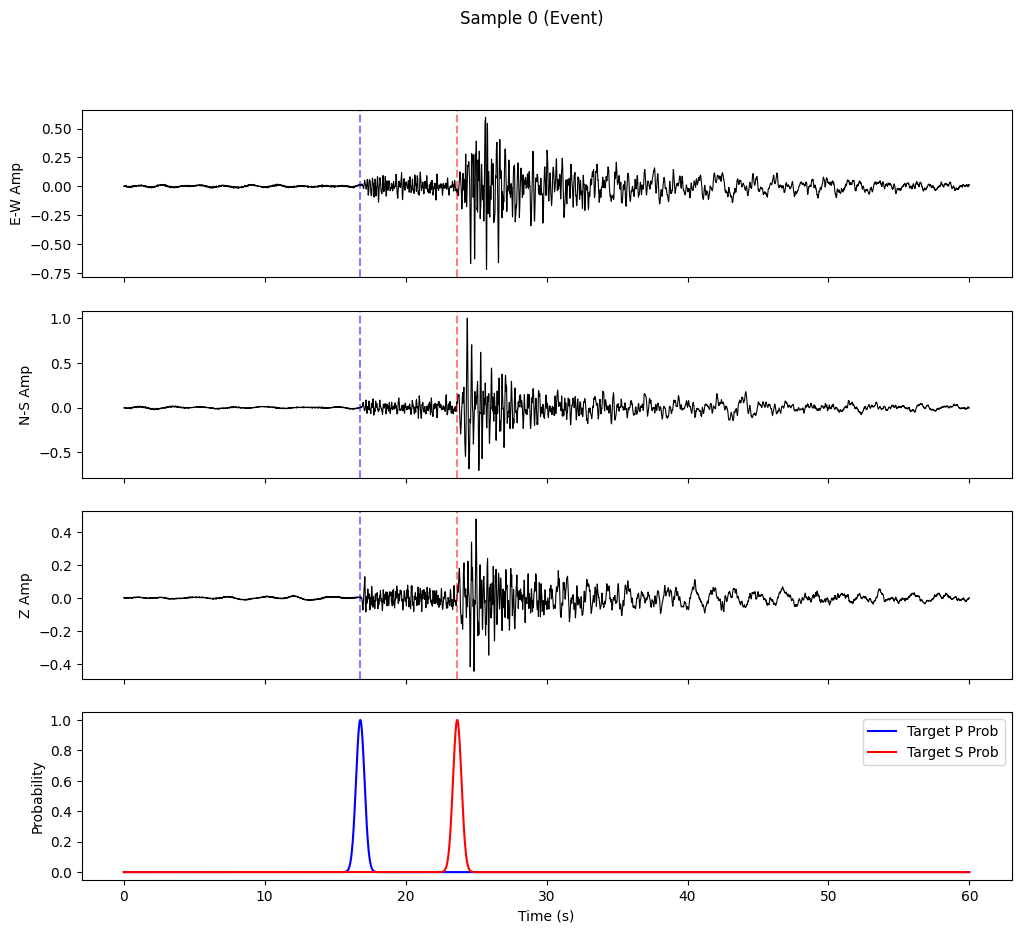 Sample 0 (Event)
E-W Amp
0.50
0.25
0.00
−0.25
−0.50
−0.75
N-S Amp
1.0
0.5
0.0
−0.5
Z Amp
0.4
0.2
0.0
−0.2
−0.4
Probability
1.0
0.8
0.6
0.4
0.2
0.0
Target P Prob
Target S Prob
0 10 20 30 40 50 60
Time (s)